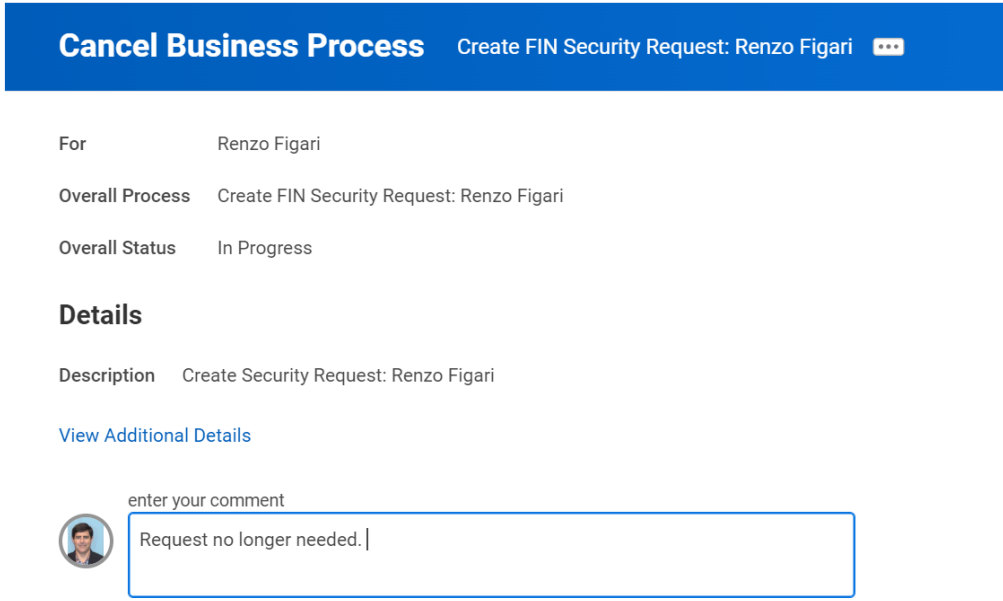 Cancel Business Process Create FIN Security Request: Renzo Figari
For Renzo Figari
Overall Process Create FIN Security Request: Renzo Figari
Overall Status In Progress
Details
Description Create Security Request: Renzo Figari
View Additional Details
enter your comment
Request no longer needed.